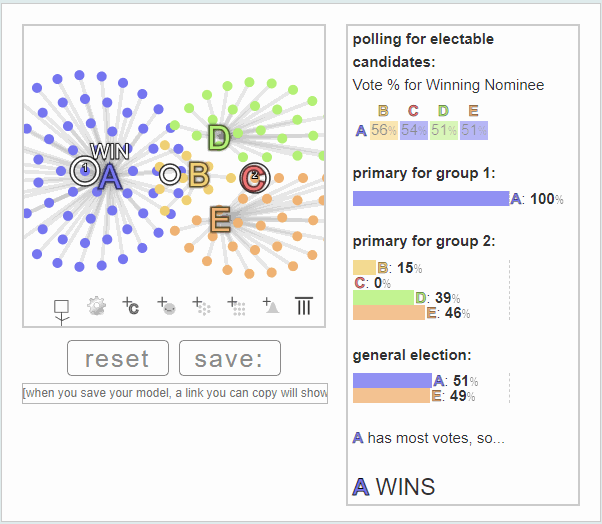 WIN
1
A
B
C
2
D
E
C
reset
save:
[when you save your model, a link you can copy will show
polling for electable
candidates:
Vote % for Winning Nominee
B C D E
A 56% 54% 51% 51%
primary for group 1:
A: 100%
primary for group 2:
B: 15%
C: 0%
D: 39%
E: 46%
general election:
A: 51%
E: 49%
A has most votes, so...
A WINS